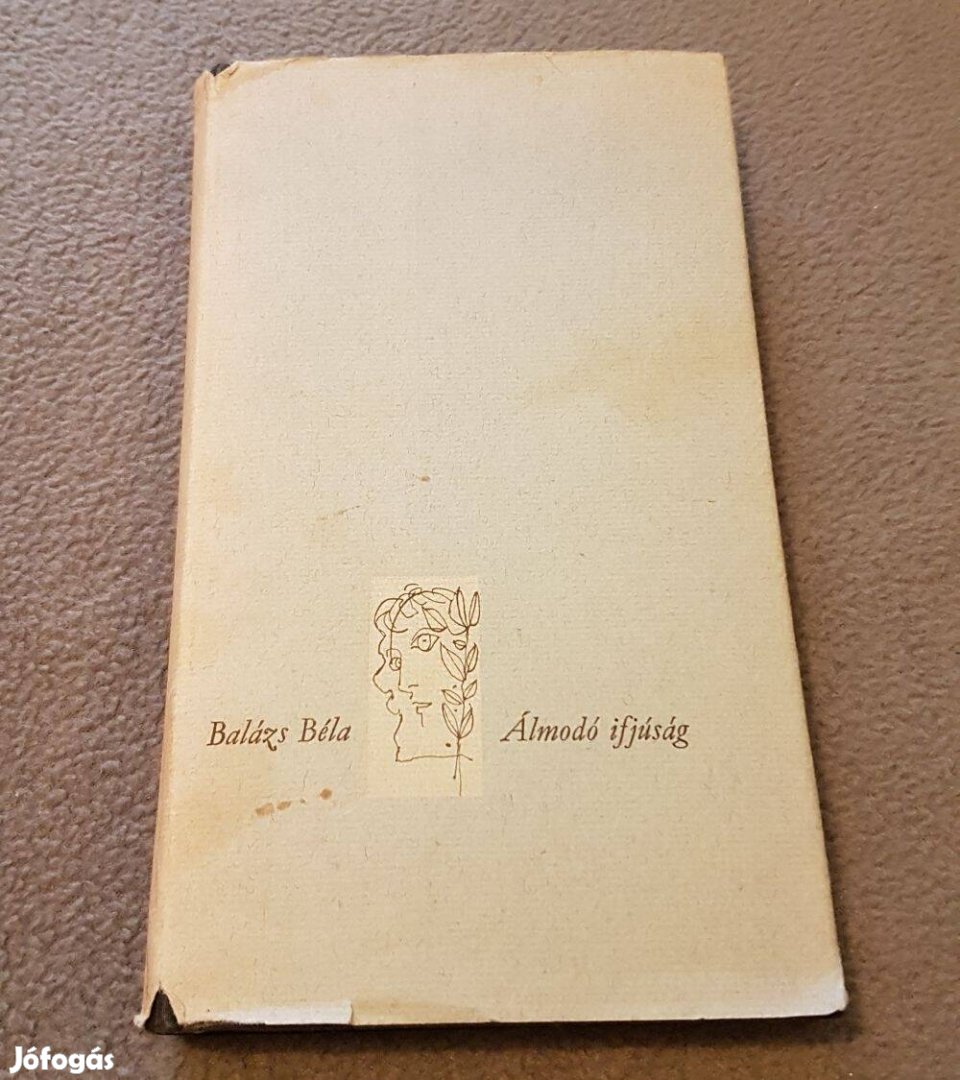 Balázs Béla
Álmodó ifjúság
Jófogás